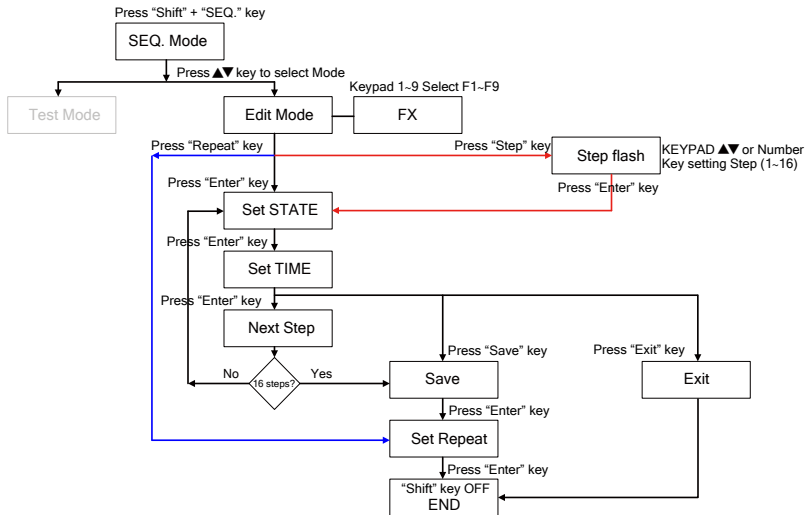 Press “Shift” + “SEQ.” key
SEQ. Mode
Press ▲▼ key to select Mode
Keypad 1~9 Select F1~F9
Test Mode
Edit Mode
FX
Press “Repeat” key
Press “Step” key
Step flash
KEYPAD ▲▼ or Number
Key setting Step (1~16)
Press “Enter” key
Press “Enter” key
Set STATE
Press “Enter” key
Set TIME
Press “Enter” key
Next Step
Press “Save” key
Press “Exit” key
No
16 steps?
Yes
Save
Exit
Press “Enter” key
Set Repeat
Press “Enter” key
“Shift” key OFF
END